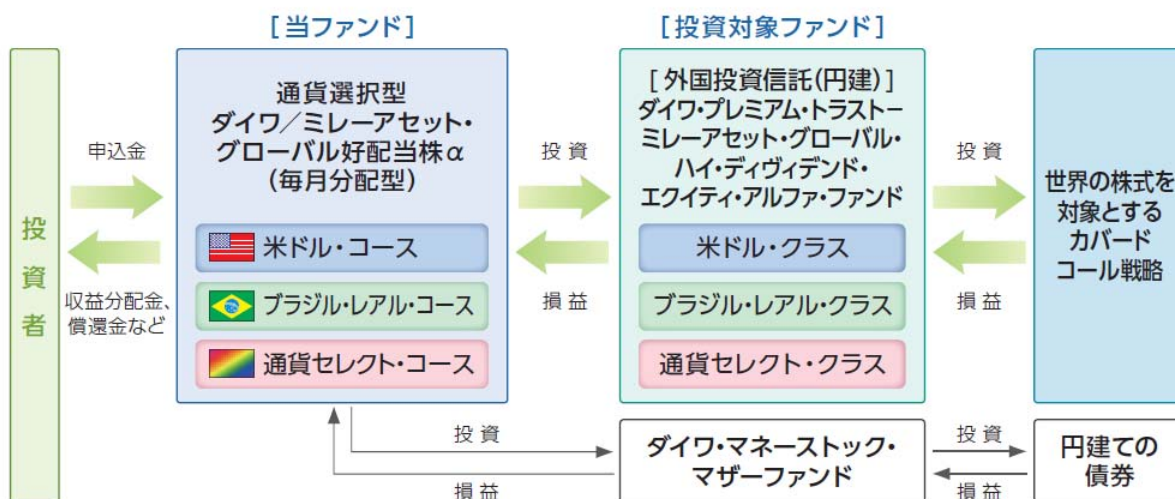 [当ファンド]
[投資対象ファンド]
投資者
申込金
収益分配金、
償還金など
通貨選択型
ダイワ／ミレーアセット・
グローバル好配当株α
（毎月分配型）
米ドル・コース
ブラジル・レアル・コース
通貨セレクト・コース
投資
損益
[外国投資信託(円建)]
ダイワ・プレミアム・トラスト－
ミレーアセット・グローバル・
ハイ・ディヴィデンド・
エクイティ・アルファ・ファンド
米ドル・クラス
ブラジル・レアル・クラス
通貨セレクト・クラス
投資
損益
世界の株式を
対象とする
カバード
コール戦略
投資
損益
ダイワ・マネーストック・
マザーファンド
投資
損益
円建ての
債券